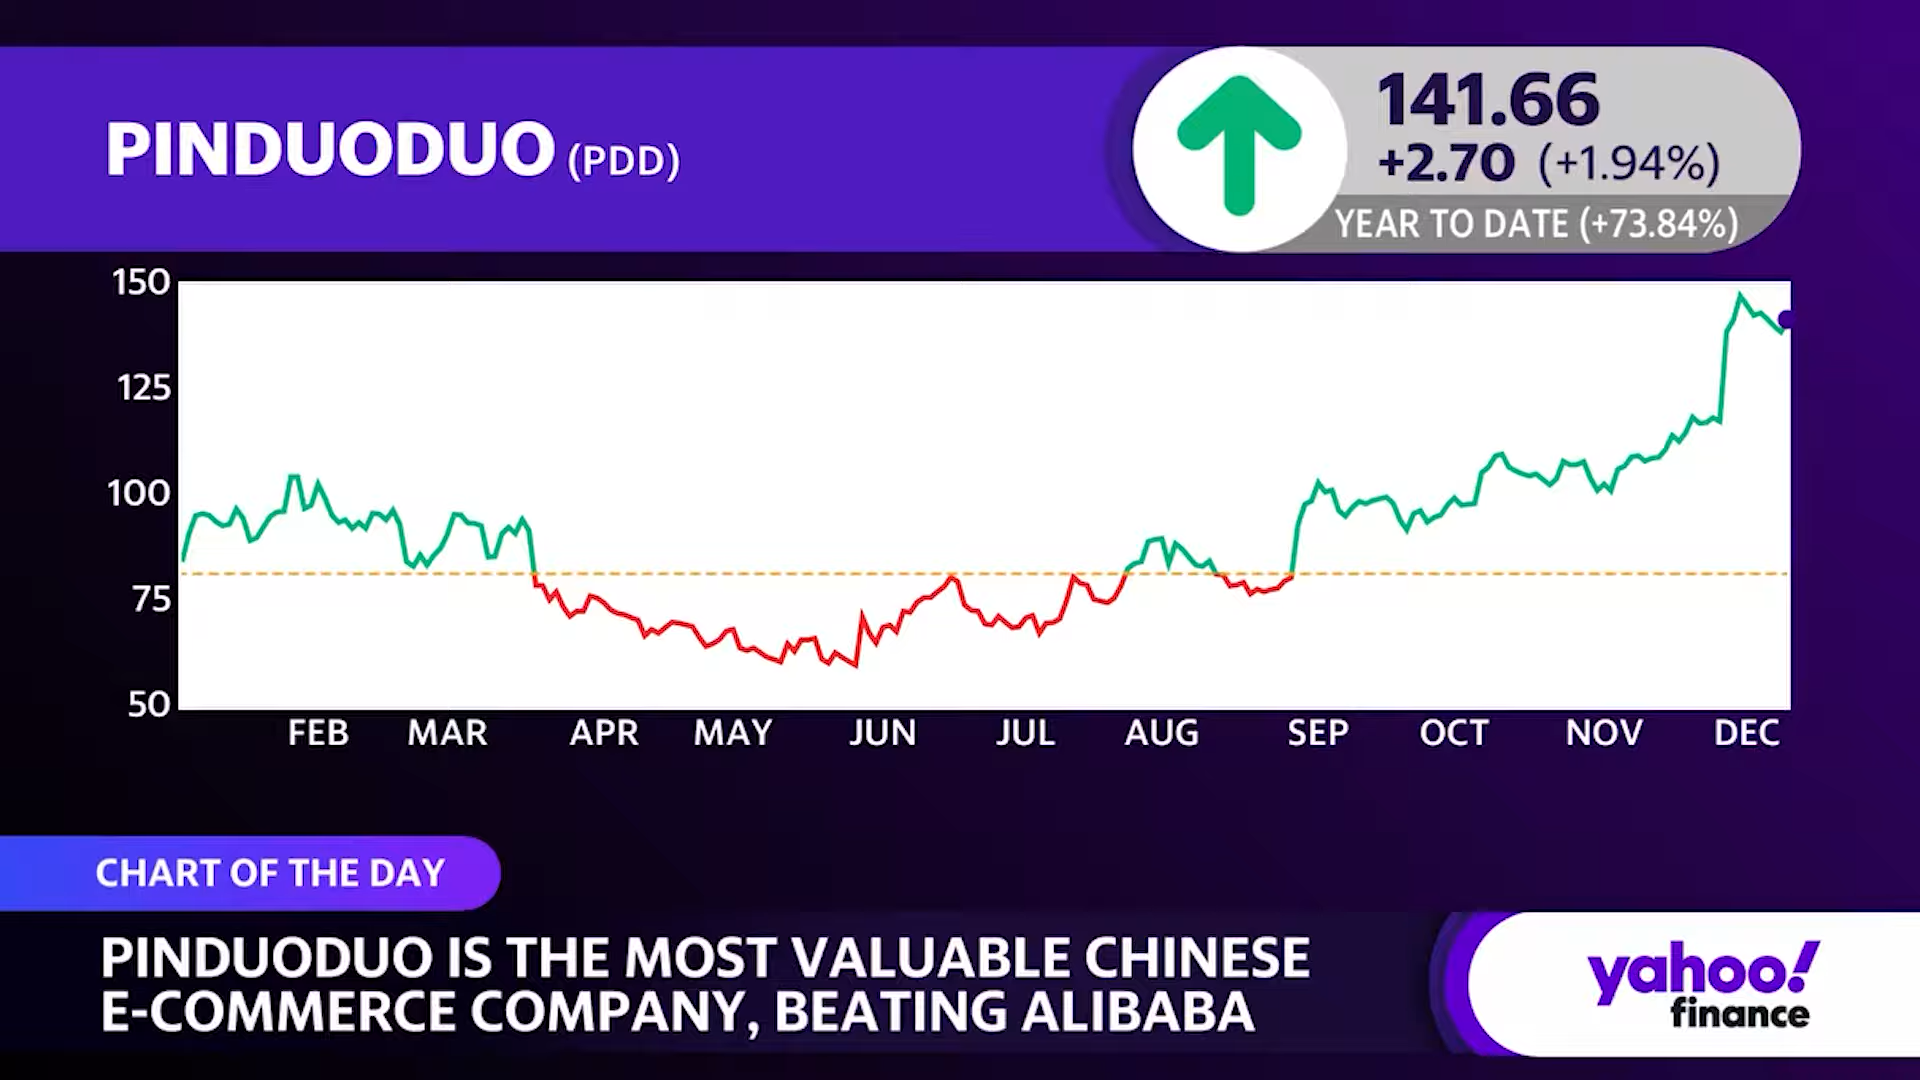 PINDUODUO (PDD)
141.66
+2.70 (+1.94%)
YEAR TO DATE (+73.84%)
150
125
100
75
50
FEB MAR APR MAY JUN JUL AUG SEP OCT NOV DEC
CHART OF THE DAY
PINDUODUO IS THE MOST VALUABLE CHINESE
E-COMMERCE COMPANY, BEATING ALIBABA
yahoo!
finance